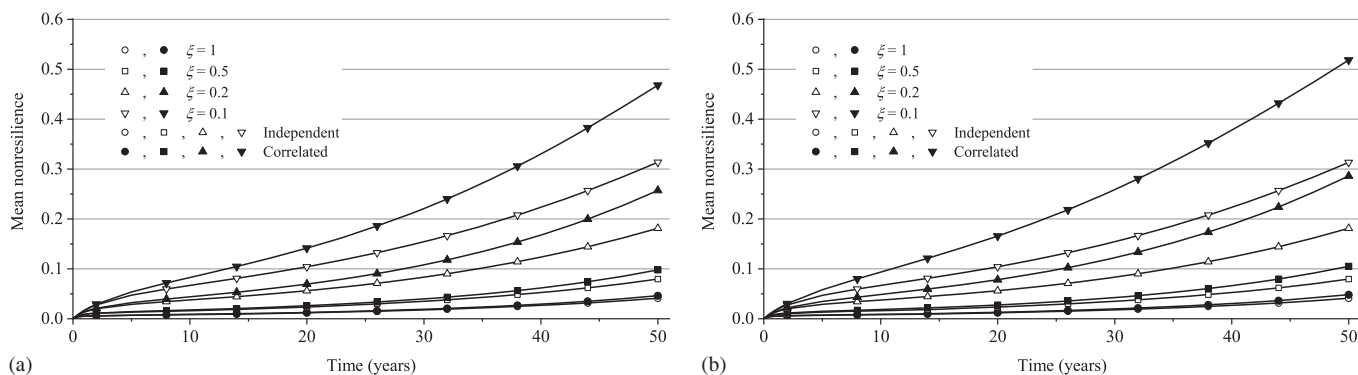 0.6
0.5
0.4
0.3
0.2
0.1
0.0
Mean nonresilience
, ξ = 1
, ξ = 0.5
, ξ = 0.2
, ξ = 0.1
, , , Independent
, , , Correlated
0 10 20 30 40 50
Time (years)
(a)
0.6
0.5
0.4
0.3
0.2
0.1
0.0
Mean nonresilience
, ξ = 1
, ξ = 0.5
, ξ = 0.2
, ξ = 0.1
, , , Independent
, , , Correlated
0 10 20 30 40 50
Time (years)
(b)